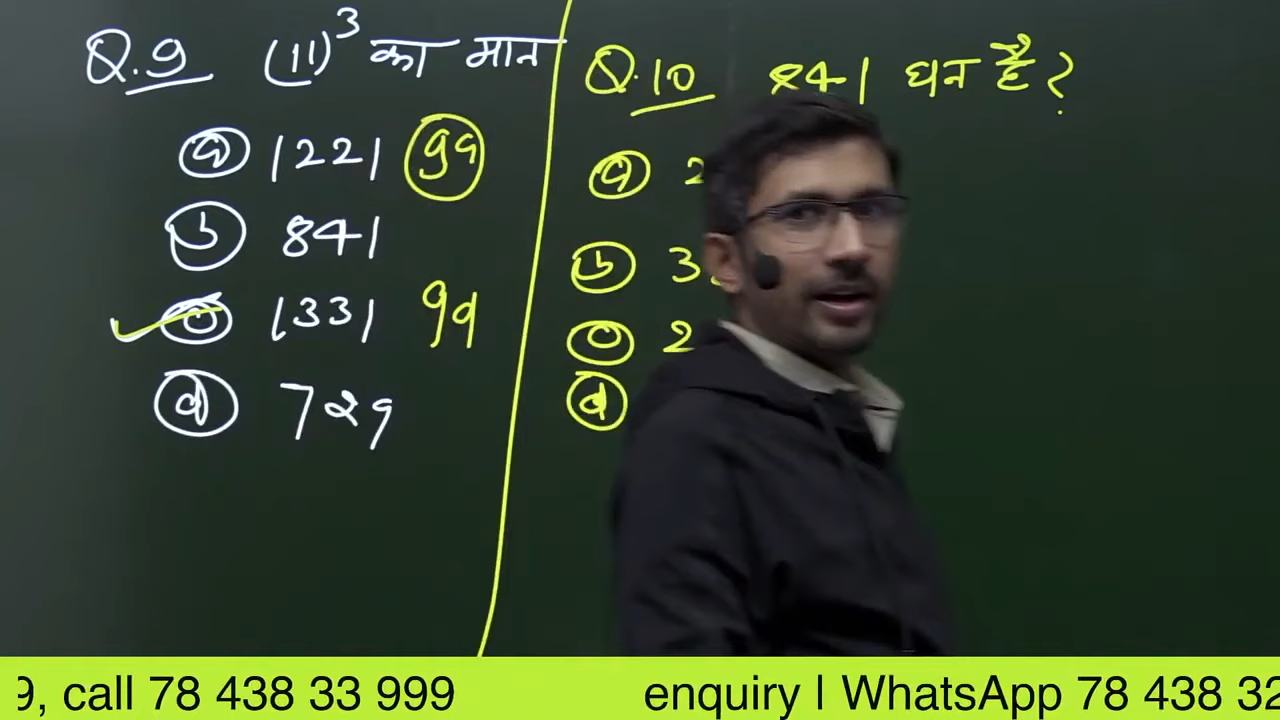 Q.9 (11)³ का मान
(a) 1221 99
(b) 841
(c) 1331 99
(d) 729
Q.10 841 घन है?
(a) 2
(b) 3
(c) 2
(d)
9, call 78 438 33 999 enquiry | WhatsApp 78 438 32